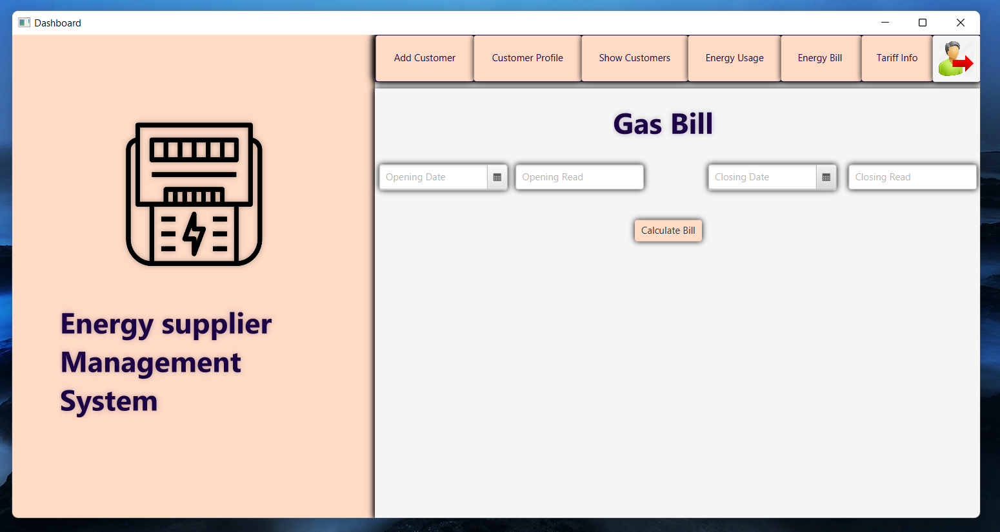 Dashboard
Add Customer
Customer Profile
Show Customers
Energy Usage
Energy Bill
Tariff Info
Energy supplier
Management
System
Gas Bill
Opening Date
Opening Read
Closing Date
Closing Read
Calculate Bill